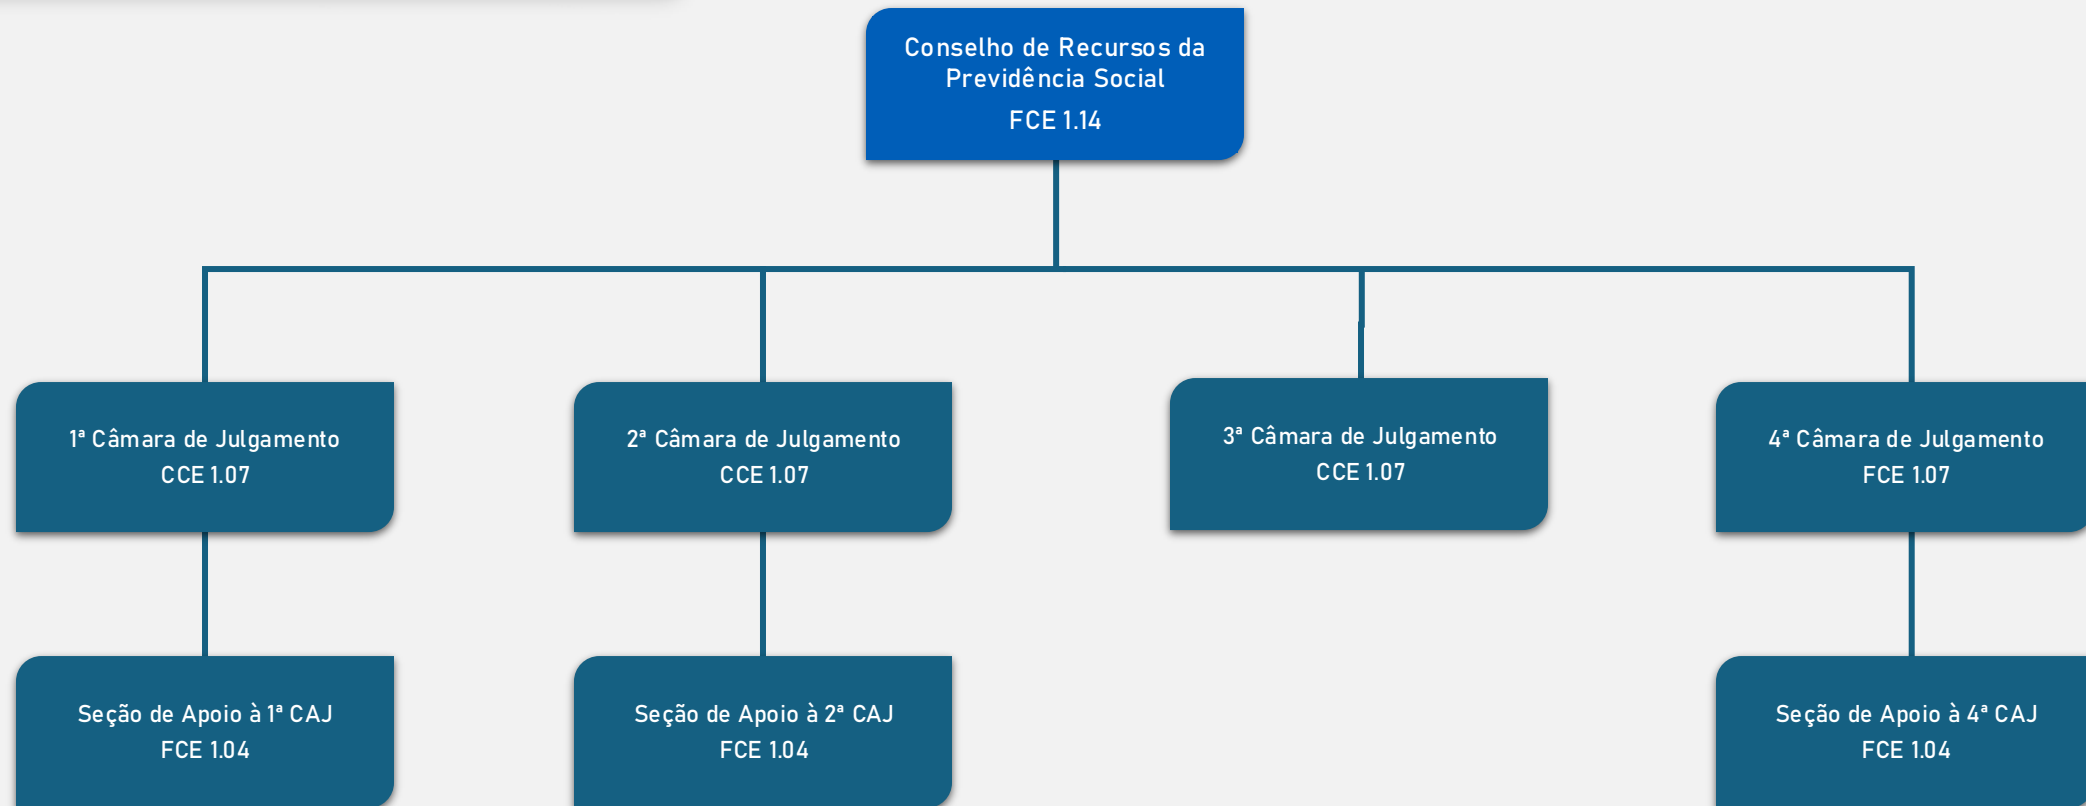 Conselho de Recursos da
Previdência Social
FCE 1.14
1ª Câmara de Julgamento
CCE 1.07
2ª Câmara de Julgamento
CCE 1.07
3ª Câmara de Julgamento
CCE 1.07
4ª Câmara de Julgamento
FCE 1.07
Seção de Apoio à 1ª CAJ
FCE 1.04
Seção de Apoio à 2ª CAJ
FCE 1.04
Seção de Apoio à 4ª CAJ
FCE 1.04